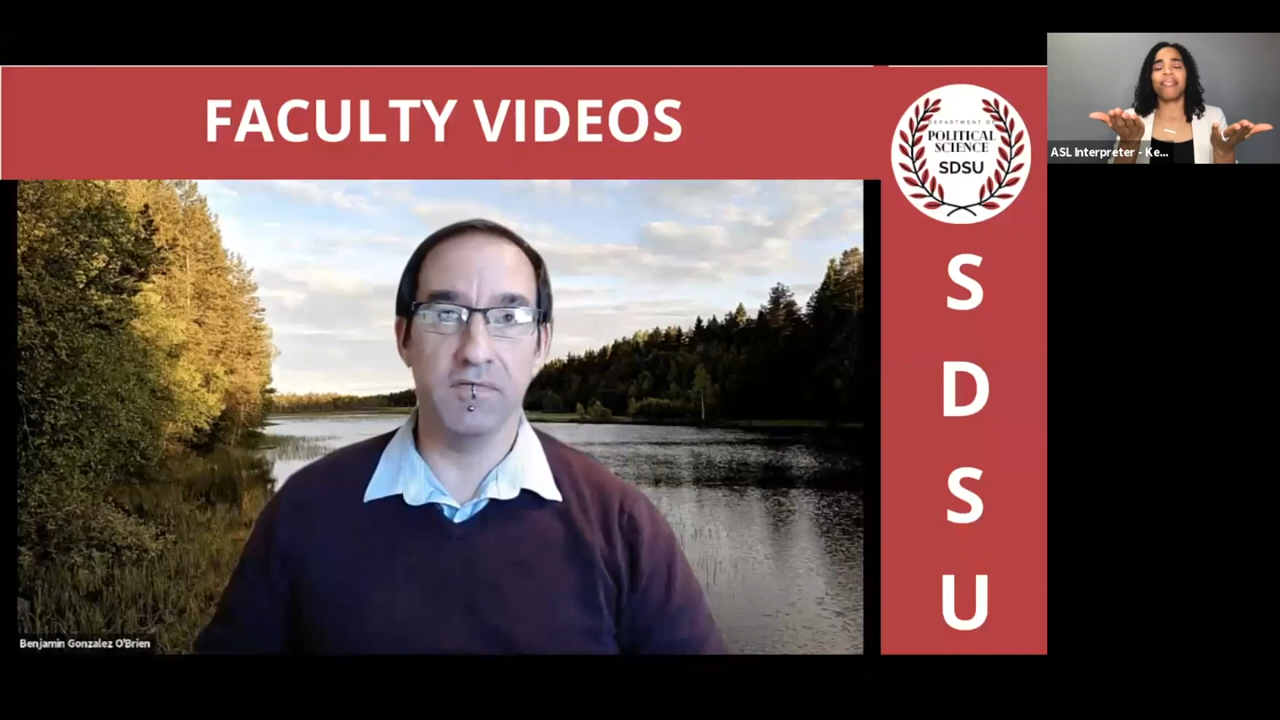 FACULTY VIDEOS
DEPARTMENT OF
POLITICAL
SCIENCE
SDSU
S
D
S
U
ASL Interpreter - Ke...
Benjamin Gonzalez O'Brien